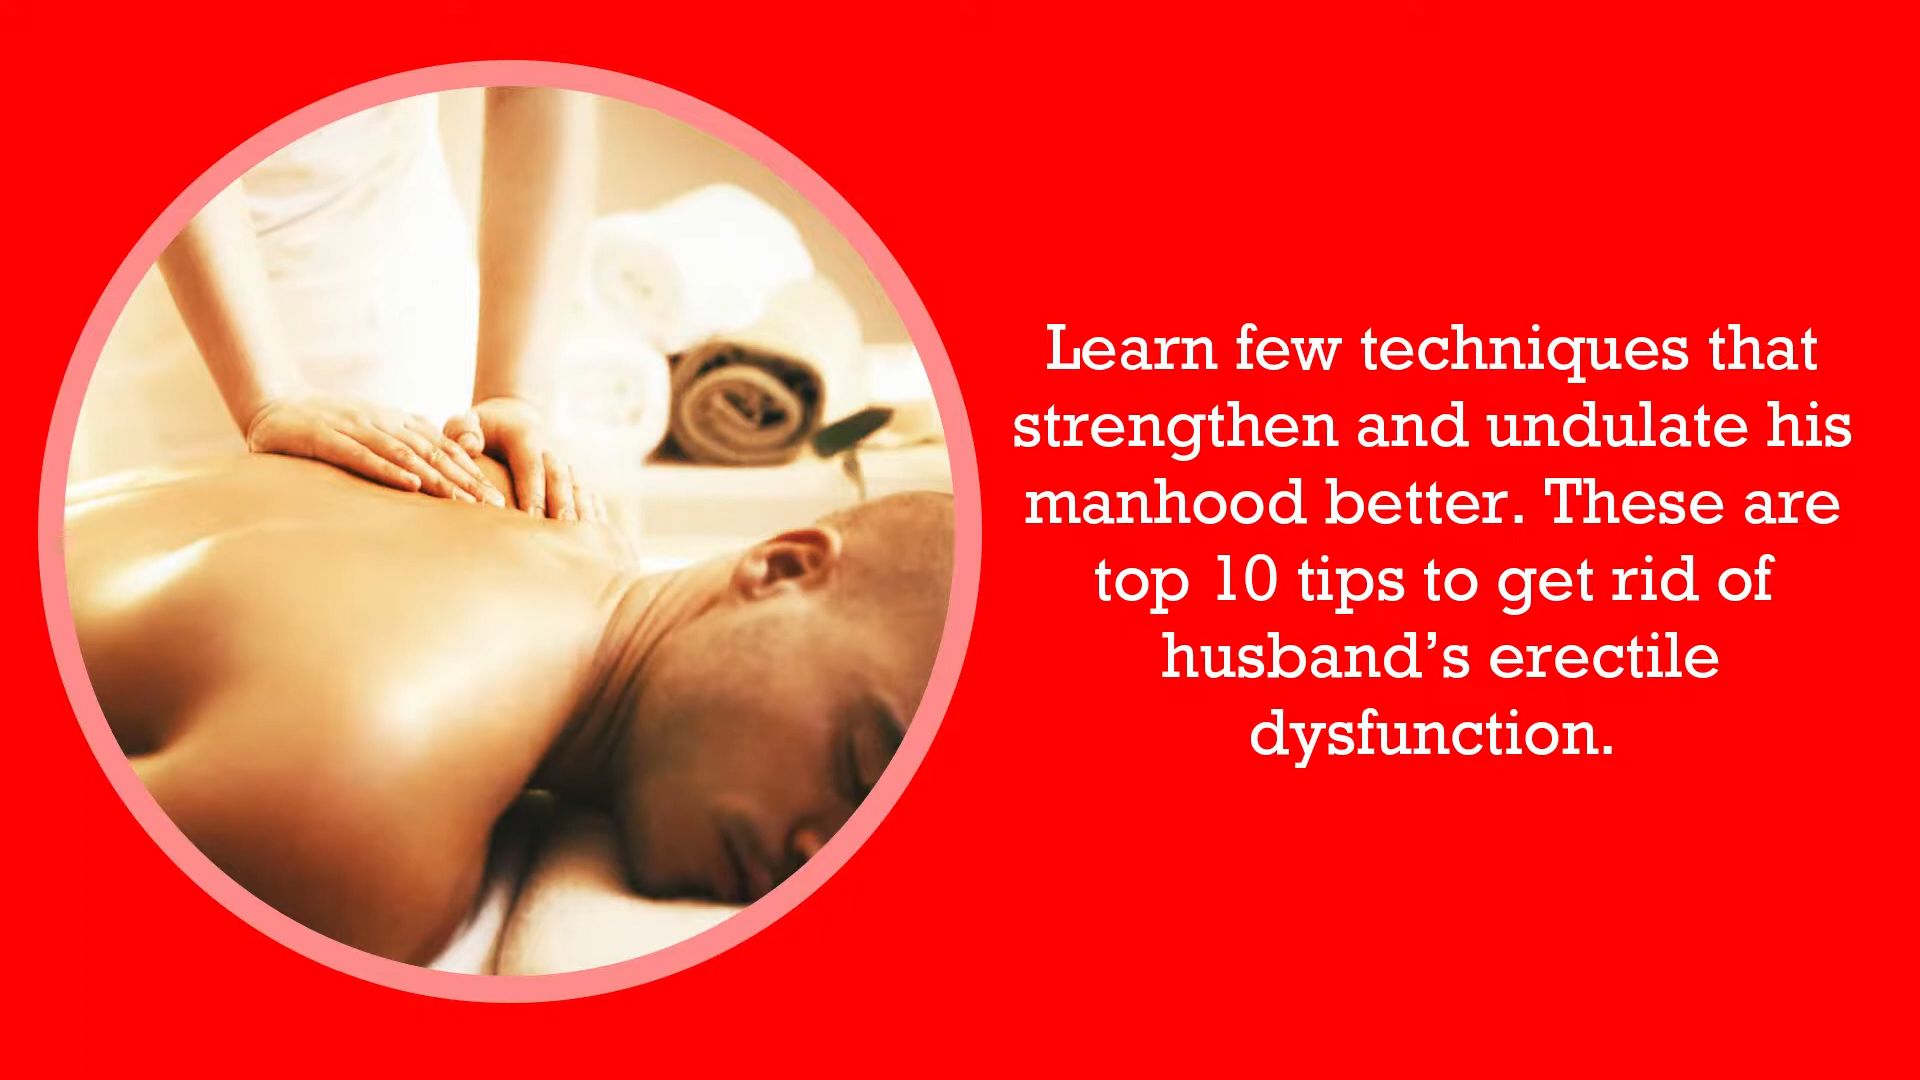 Learn few techniques that
strengthen and undulate his
manhood better. These are
top 10 tips to get rid of
husband’s erectile
dysfunction.